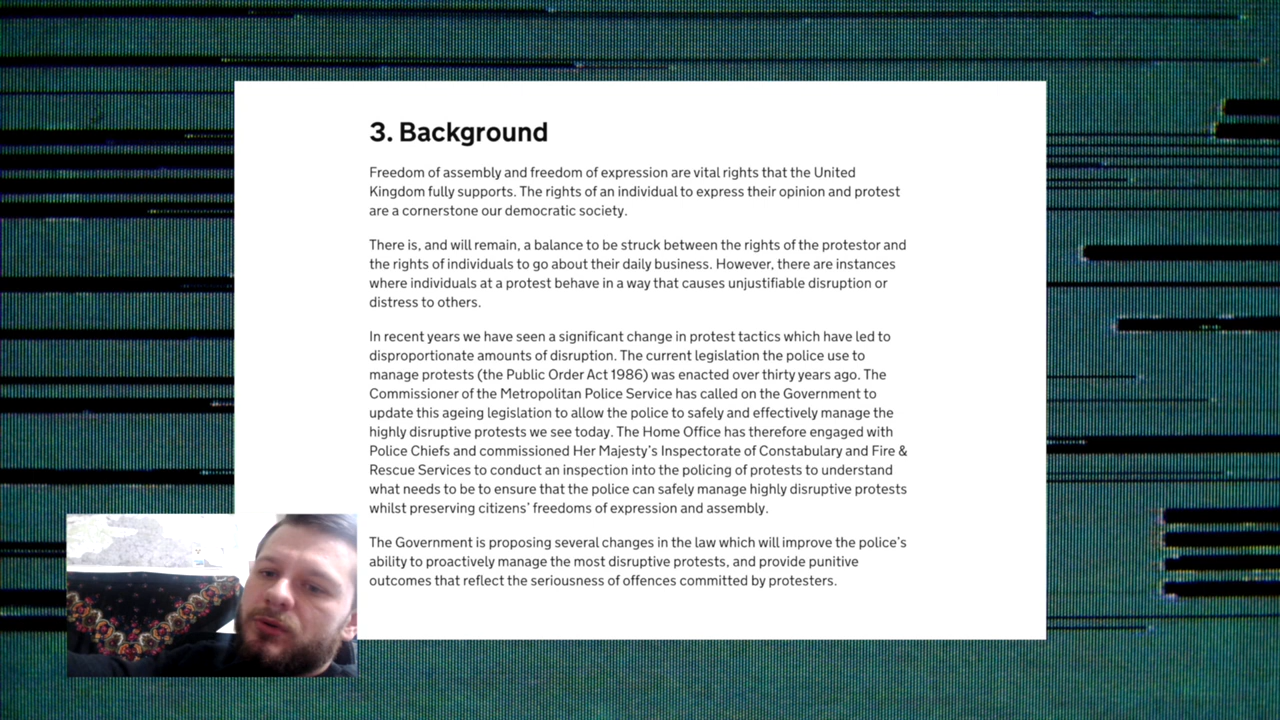 3. Background
Freedom of assembly and freedom of expression are vital rights that the United
Kingdom fully supports. The rights of an individual to express their opinion and protest
are a cornerstone our democratic society.
There is, and will remain, a balance to be struck between the rights of the protestor and
the rights of individuals to go about their daily business. However, there are instances
where individuals at a protest behave in a way that causes unjustifiable disruption or
distress to others.
In recent years we have seen a significant change in protest tactics which have led to
disproportionate amounts of disruption. The current legislation the police use to
manage protests (the Public Order Act 1986) was enacted over thirty years ago. The
Commissioner of the Metropolitan Police Service has called on the Government to
update this ageing legislation to allow the police to safely and effectively manage the
highly disruptive protests we see today. The Home Office has therefore engaged with
Police Chiefs and commissioned Her Majesty's Inspectorate of Constabulary and Fire &
Rescue Services to conduct an inspection into the policing of protests to understand
what needs to be to ensure that the police can safely manage highly disruptive protests
whilst preserving citizens' freedoms of expression and assembly.
The Government is proposing several changes in the law which will improve the police's
ability to proactively manage the most disruptive protests, and provide punitive
outcomes that reflect the seriousness of offences committed by protesters.